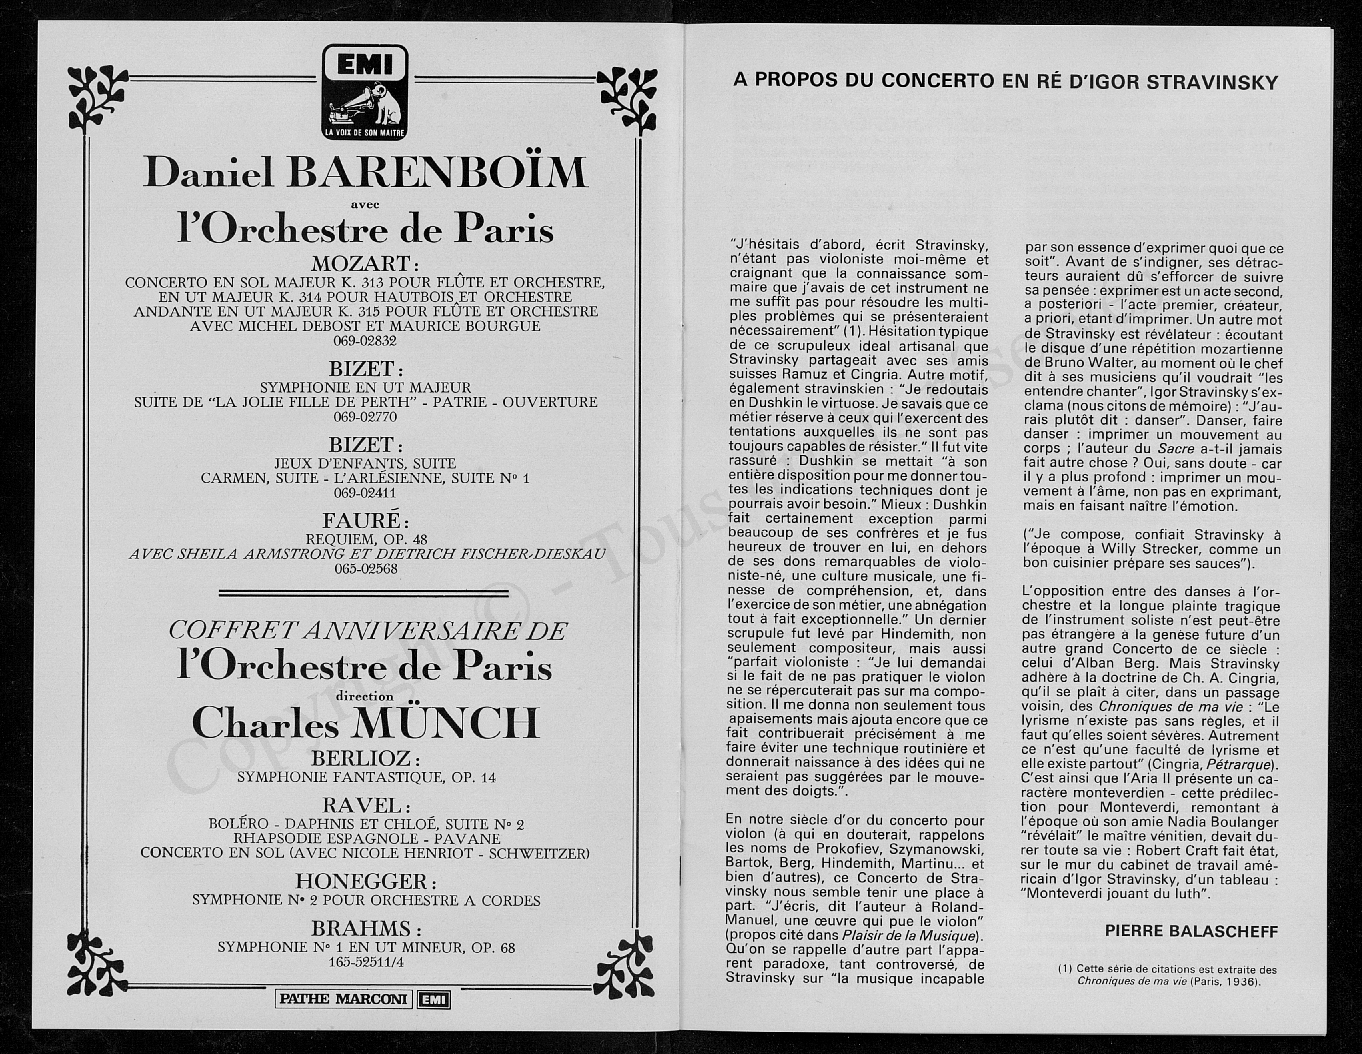 EMI
LA VOIX DE SON MAITRE
Daniel BARENBOÏM
avec
l'Orchestre de Paris
MOZART :
CONCERTO EN SOL MAJEUR K. 313 POUR FLÛTE ET ORCHESTRE,
EN UT MAJEUR K. 314 POUR HAUTBOIS ET ORCHESTRE
ANDANTE EN UT MAJEUR K. 315 POUR FLÛTE ET ORCHESTRE
AVEC MICHEL DEBOST ET MAURICE BOURGUE
069-02832
BIZET :
SYMPHONIE EN UT MAJEUR
SUITE DE "LA JOLIE FILLE DE PERTH" - PATRIE - OUVERTURE
069-02770
BIZET :
JEUX D'ENFANTS, SUITE
CARMEN, SUITE - L'ARLÉSIENNE, SUITE Nº 1
069-02411
FAURÉ :
REQUIEM, OP. 48
AVEC SHEILA ARMSTRONG ET DIETRICH FISCHER-DIESKAU
065-02568
COFFRET ANNIVERSAIRE DE
l'Orchestre de Paris
direction
Charles MÜNCH
BERLIOZ :
SYMPHONIE FANTASTIQUE, OP. 14
RAVEL :
BOLÉRO - DAPHNIS ET CHLOÉ, SUITE Nº 2
RHAPSODIE ESPAGNOLE - PAVANE
CONCERTO EN SOL (AVEC NICOLE HENRIOT - SCHWEITZER)
HONEGGER :
SYMPHONIE Nº 2 POUR ORCHESTRE A CORDES
BRAHMS :
SYMPHONIE Nº 1 EN UT MINEUR, OP. 68
165-52511/4
PATHE MARCONI EMI
A PROPOS DU CONCERTO EN RÉ D'IGOR STRAVINSKY
"J'hésitais d'abord, écrit Stravinsky,
n'étant pas violoniste moi-même et
craignant que la connaissance som-
maire que j'avais de cet instrument ne
me suffit pas pour résoudre les multi-
ples problèmes qui se présenteraient
nécessairement" (1). Hésitation typique
de ce scrupuleux ideal artisanal que
Stravinsky partageait avec ses amis
suisses Ramuz et Cingria. Autre motif,
également stravinskien : "Je redoutais
en Dushkin le virtuose. Je savais que ce
métier réserve à ceux qui l'exercent des
tentations auxquelles ils ne sont pas
toujours capables de résister." Il fut vite
rassuré : Dushkin se mettait "à son
entière disposition pour me donner tou-
tes les indications techniques dont je
pourrais avoir besoin." Mieux : Dushkin
fait certainement exception parmi
beaucoup de ses confrères et je fus
heureux de trouver en lui, en dehors
de ses dons remarquables de violo-
niste-né, une culture musicale, une fi-
nesse de compréhension, et, dans
l'exercice de son métier, une abnégation
tout à fait exceptionnelle." Un dernier
scrupule fut levé par Hindemith, non
seulement compositeur, mais aussi
"parfait violoniste : "Je lui demandai
si le fait de ne pas pratiquer le violon
ne se répercuterait pas sur ma compo-
sition. Il me donna non seulement tous
apaisements mais ajouta encore que ce
fait contribuerait précisément à me
faire éviter une technique routinière et
donnerait naissance à des idées qui ne
seraient pas suggérées par le mouve-
ment des doigts.".
En notre siècle d'or du concerto pour
violon (à qui en douterait, rappelons
les noms de Prokofiev, Szymanowski,
Bartok, Berg, Hindemith, Martinu... et
bien d'autres), ce Concerto de Stra-
vinsky nous semble tenir une place à
part. "J'écris, dit l'auteur à Roland-
Manuel, une œuvre qui pue le violon"
(propos cité dans Plaisir de la Musique).
Qu'on se rappelle d'autre part l'appa-
rent paradoxe, tant controversé, de
Stravinsky sur "la musique incapable
par son essence d'exprimer quoi que ce
soit". Avant de s'indigner, ses détrac-
teurs auraient dû s'efforcer de suivre
sa pensée : exprimer est un acte second,
a posteriori - l'acte premier, créateur,
a priori, etant d'imprimer. Un autre mot
de Stravinsky est révélateur : écoutant
le disque d'une répétition mozartienne
de Bruno Walter, au moment où le chef
dit à ses musiciens qu'il voudrait "les
entendre chanter", Igor Stravinsky s'ex-
clama (nous citons de mémoire) : "J'au-
rais plutôt dit : danser". Danser, faire
danser : imprimer un mouvement au
corps ; l'auteur du Sacre a-t-il jamais
fait autre chose ? Oui, sans doute - car
il y a plus profond : imprimer un mou-
vement à l'âme, non pas en exprimant,
mais en faisant naître l'émotion.
("Je compose, confiait Stravinsky à
l'époque à Willy Strecker, comme un
bon cuisinier prépare ses sauces").
L'opposition entre des danses à l'or-
chestre et la longue plainte tragique
de l'instrument soliste n'est peut-être
pas étrangère à la genèse future d'un
autre grand Concerto de ce siècle :
celui d'Alban Berg. Mais Stravinsky
adhère à la doctrine de Ch. A. Cingria,
qu'il se plaît à citer, dans un passage
voisin, des Chroniques de ma vie : "Le
lyrisme n'existe pas sans règles, et il
faut qu'elles soient sévères. Autrement
ce n'est qu'une faculté de lyrisme et
elle existe partout" (Cingria, Pétrarque).
C'est ainsi que l'Aria II présente un ca-
ractère monteverdien - cette prédilec-
tion pour Monteverdi, remontant à
l'époque où son amie Nadia Boulanger
"révélait" le maître vénitien, devait du-
rer toute sa vie : Robert Craft fait état,
sur le mur du cabinet de travail amé-
ricain d'Igor Stravinsky, d'un tableau :
"Monteverdi jouant du luth".
PIERRE BALASCHEFF
(1) Cette série de citations est extraite des
Chroniques de ma vie (Paris, 1936).
Copyright © - Tous